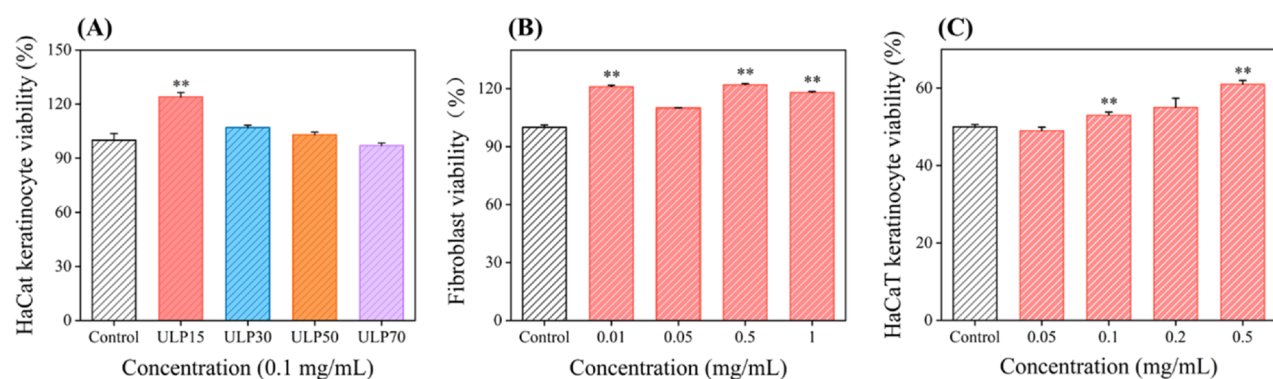 (A)
HaCat keratinocyte viability (%)
150
120
90
60
30
0
**
Control ULP15 ULP30 ULP50 ULP70
Concentration (0.1 mg/mL)
(B)
Fibroblast viability (%)
120
90
60
30
0
** ** **
Control 0.01 0.05 0.5 1
Concentration (mg/mL)
(C)
HaCaT keratinocyte viability (%)
60
40
20
0
** **
Control 0.05 0.1 0.2 0.5
Concentration (mg/mL)